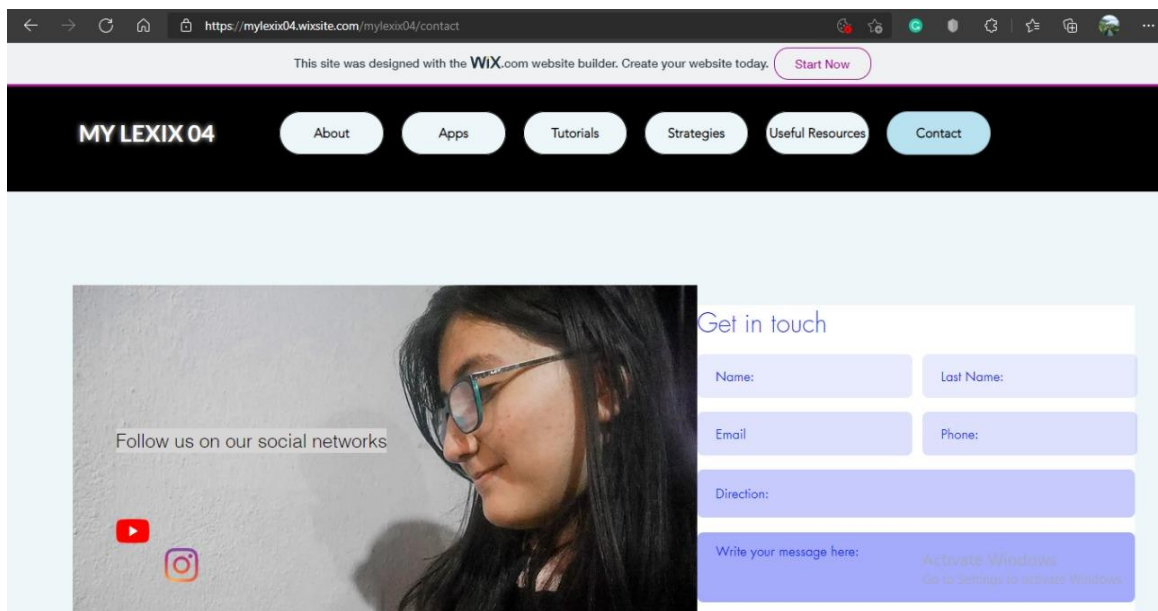 https://mylexix04.wixsite.com/mylexix04/contact
This site was designed with the WiX.com website builder. Create your website today. Start Now
MY LEXIX 04 About Apps Tutorials Strategies Useful Resources Contact
Follow us on our social networks
Get in touch
Name: Last Name:
Email Phone:
Direction:
Write your message here:
Activate Windows
Go to Settings to activate Windows.